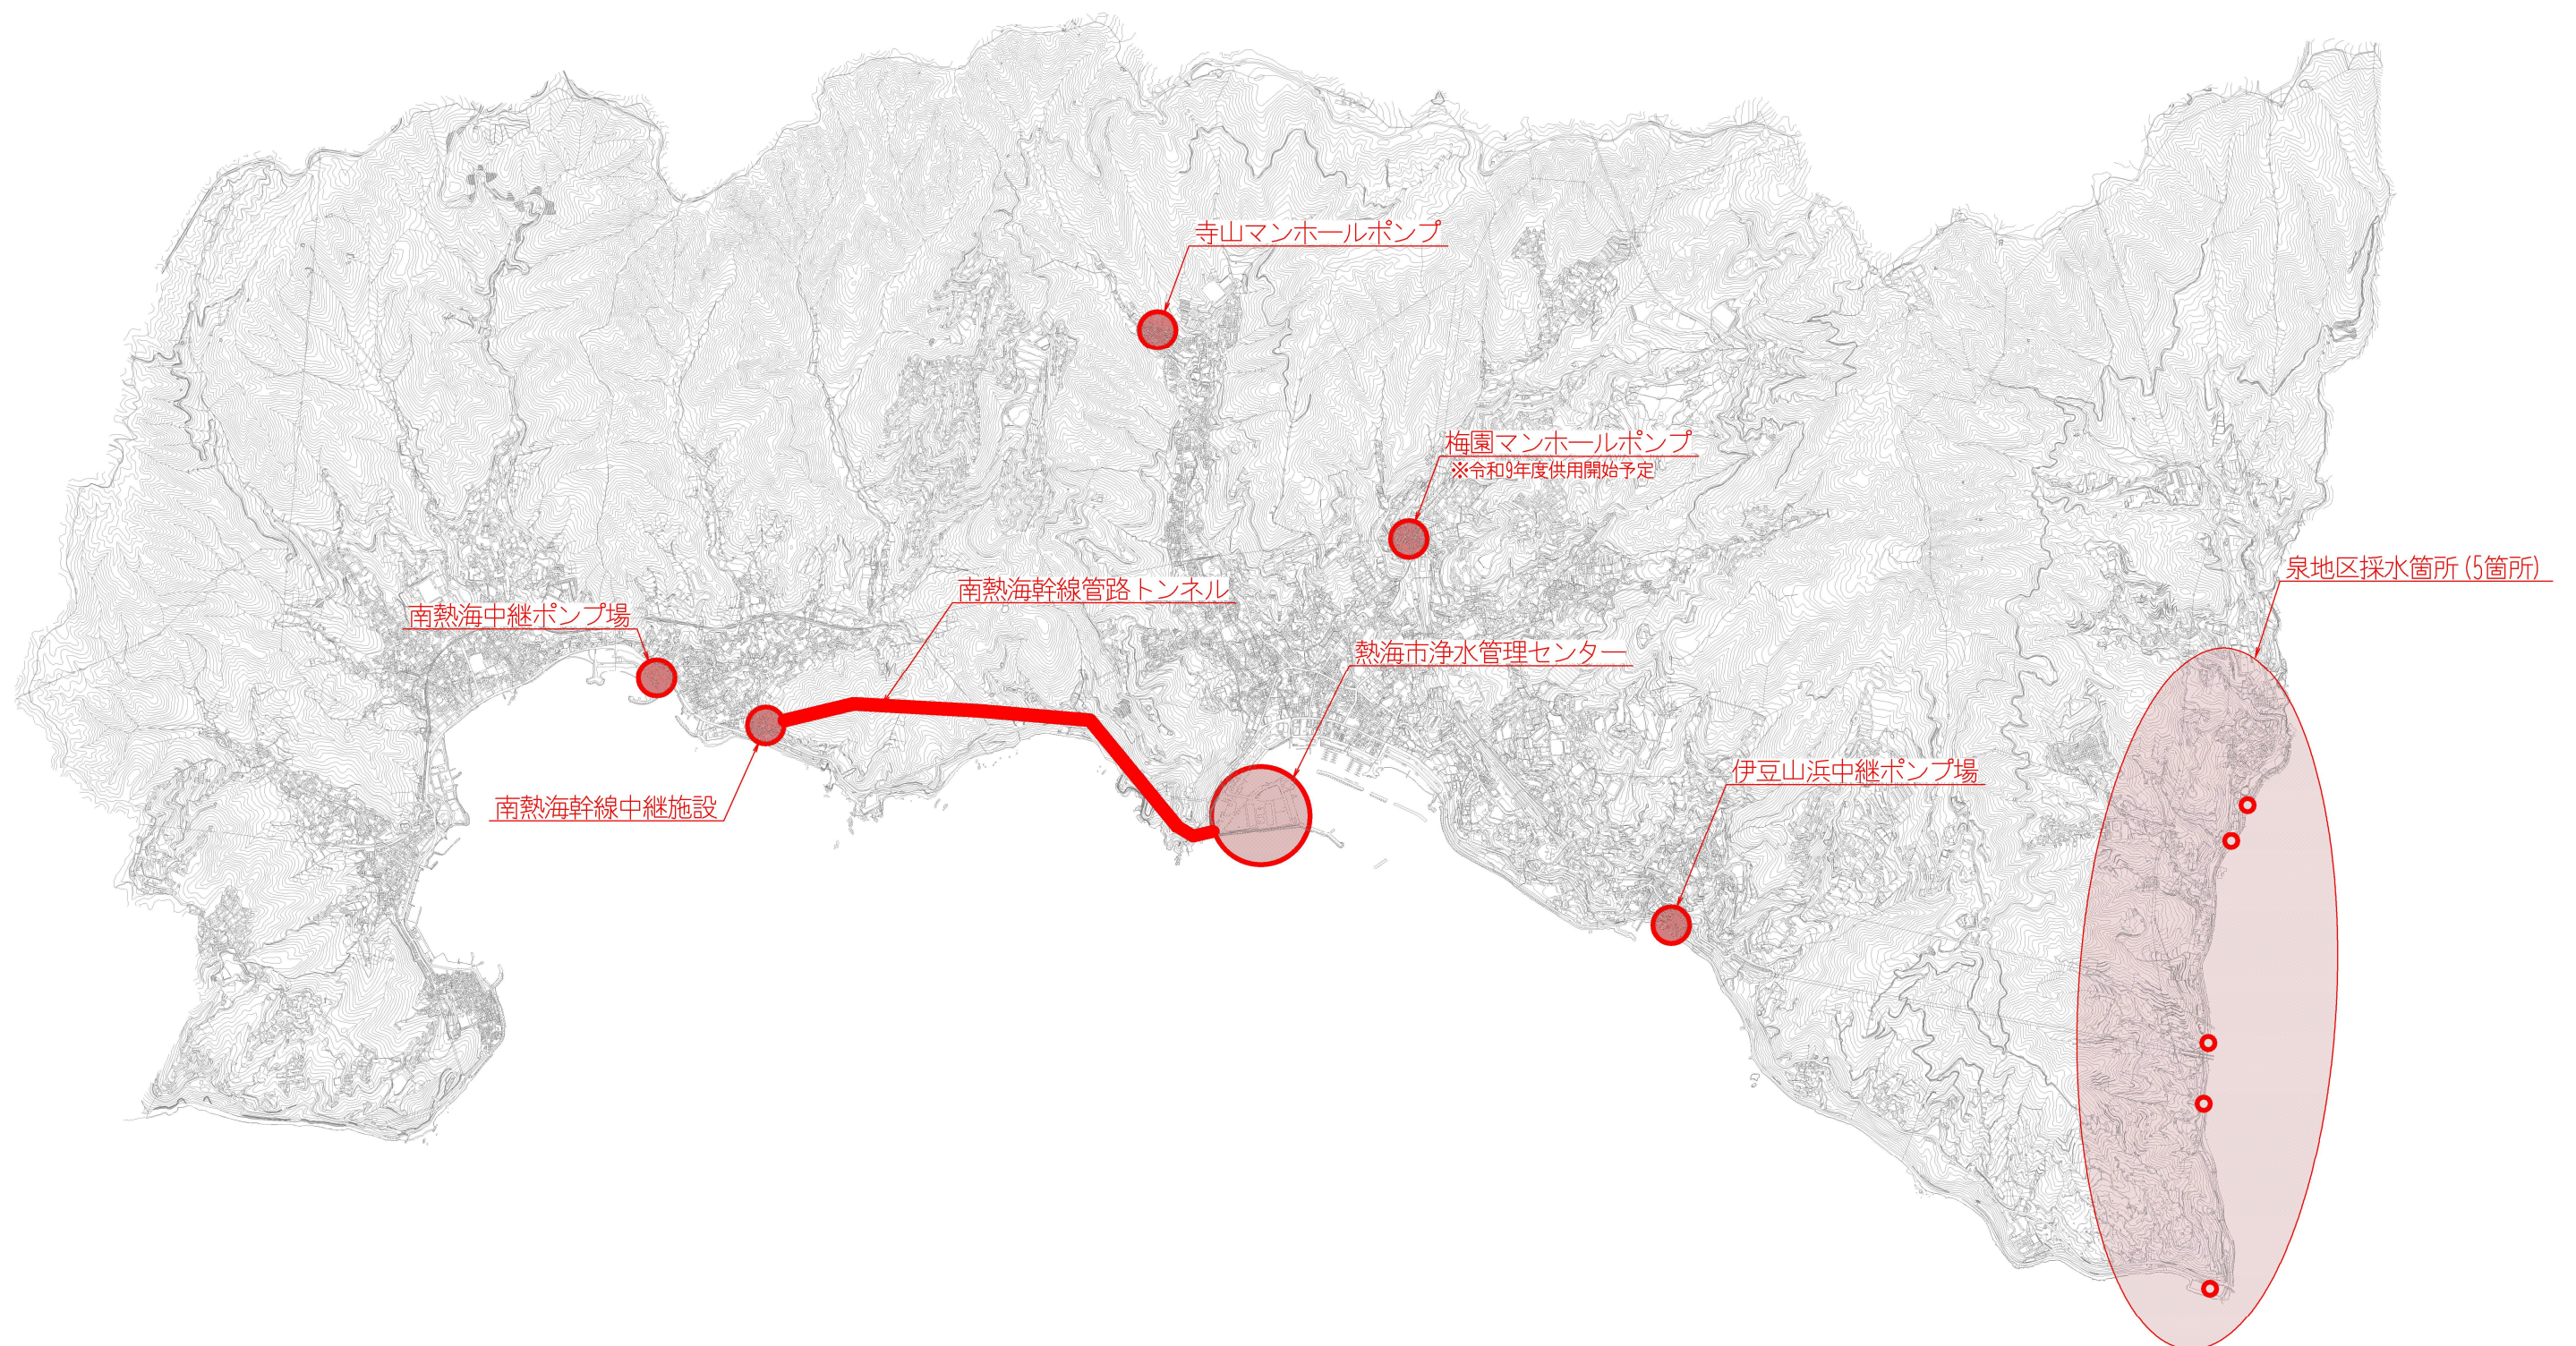 寺山マンホールポンプ
梅園マンホールポンプ
※令和9年度供用開始予定
泉地区採水箇所(5箇所)
南熱海幹線管路トンネル
南熱海中継ポンプ場
熱海市浄水管理センター
伊豆山浜中継ポンプ場
南熱海幹線中継施設